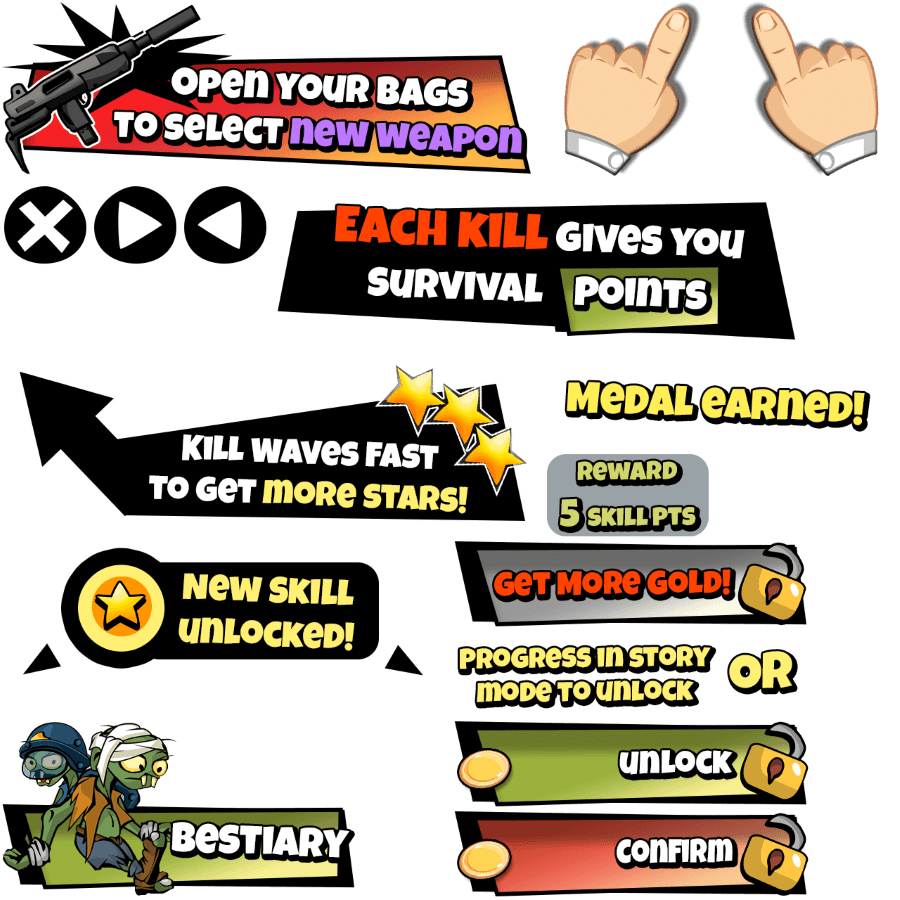 Open your bags
to select new weapon
Each kill gives you
survival points
Kill waves fast
to get more stars!
Medal earned!
Reward
5 skill pts
New skill
unlocked!
Get more gold!
Progress in story
mode to unlock
OR
Unlock
Bestiary
Confirm